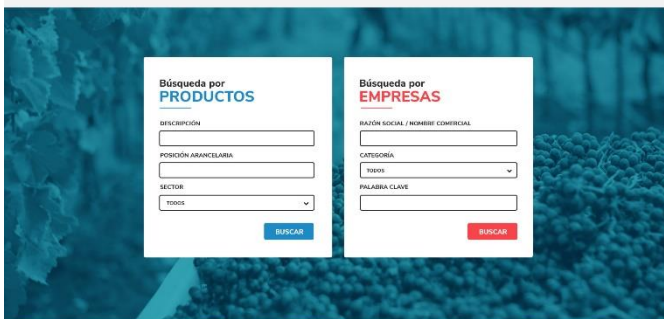 Búsqueda por
PRODUCTOS
DESCRIPCIÓN
POSICIÓN ARANCELARIA
SECTOR
TODOS
BUSCAR
Búsqueda por
EMPRESAS
RAZÓN SOCIAL / NOMBRE COMERCIAL
CATEGORÍA
TODOS
PALABRA CLAVE
BUSCAR